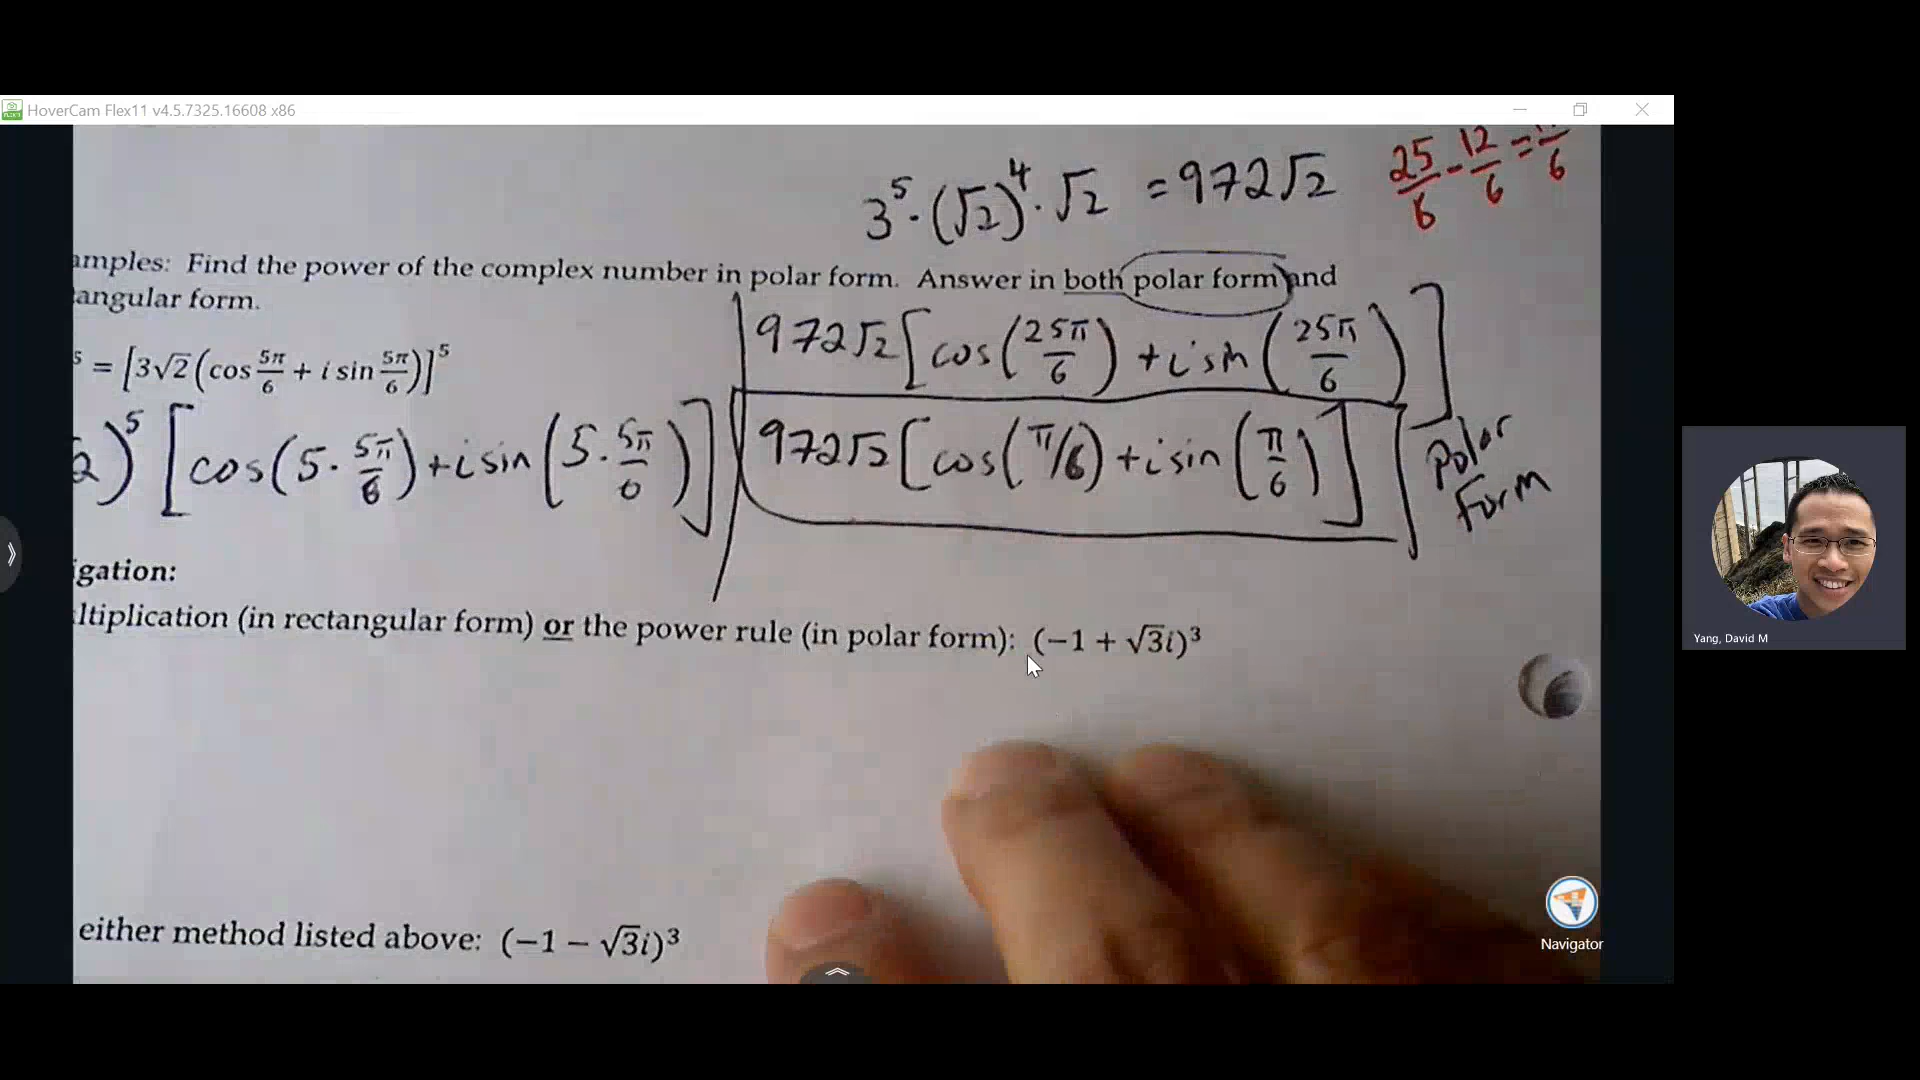 HoverCam Flex11 v4.5.7325.16608 x86
3⁵·(√2)⁴·√2 = 972√2
25/6 - 12/6 = /6
amples: Find the power of the complex number in polar form. Answer in both polar form and
angular form.
972√2[cos(25π/6) + i sin(25π/6)]
⁵ = [3√2(cos 5π/6 + i sin 5π/6)]⁵
2)⁵[cos(5·5π/6) + i sin(5·5π/6)]
972√2[cos(π/6) + i sin(π/6)]
Polar
Form
igation:
ltiplication (in rectangular form) or the power rule (in polar form): (−1 + √3i)³
either method listed above: (−1 − √3i)³
Navigator
Yang, David M